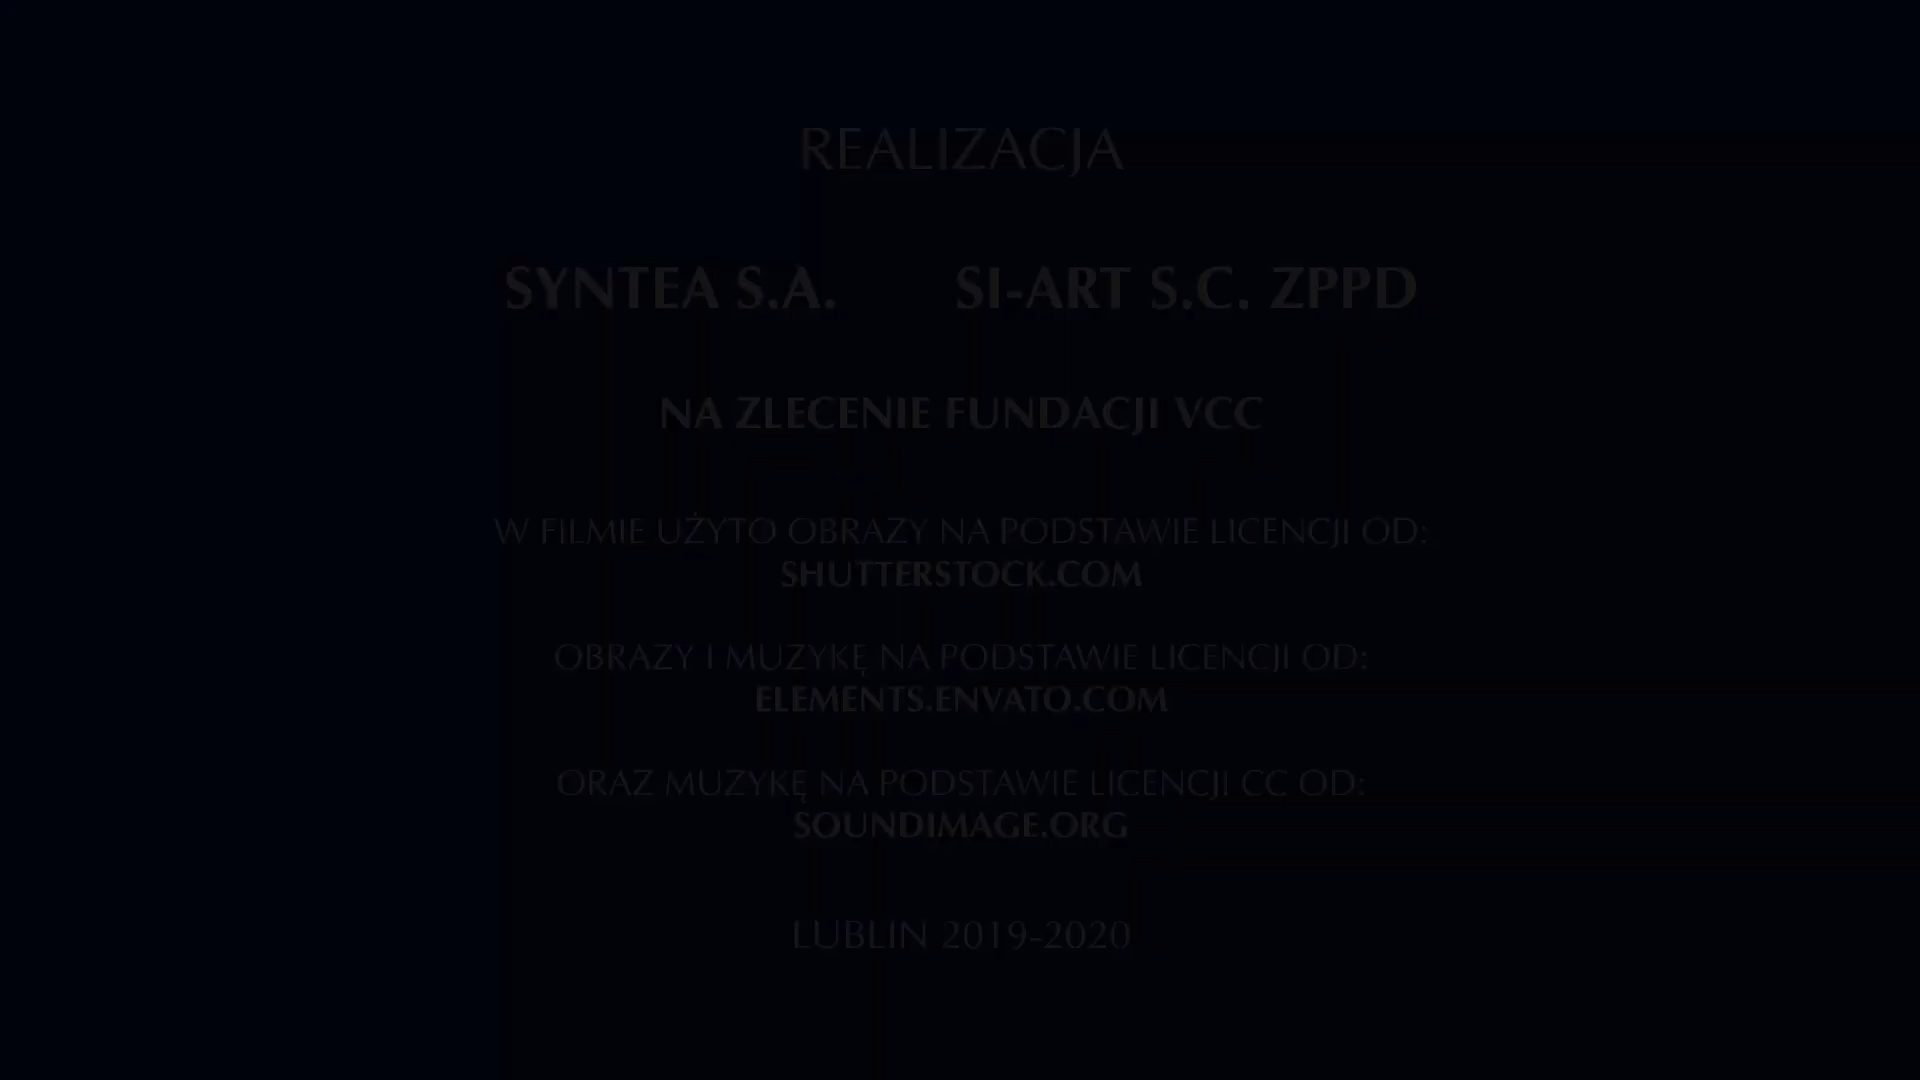 REALIZACJA
SYNTEA S.A. SI-ART S.C. ZPPD
NA ZLECENIE FUNDACJI VCC
W FILMIE UŻYTO OBRAZY NA PODSTAWIE LICENCJI OD:
SHUTTERSTOCK.COM
OBRAZY I MUZYKĘ NA PODSTAWIE LICENCJI OD:
ELEMENTS.ENVATO.COM
ORAZ MUZYKĘ NA PODSTAWIE LICENCJI CC OD:
SOUNDIMAGE.ORG
LUBLIN 2019-2020